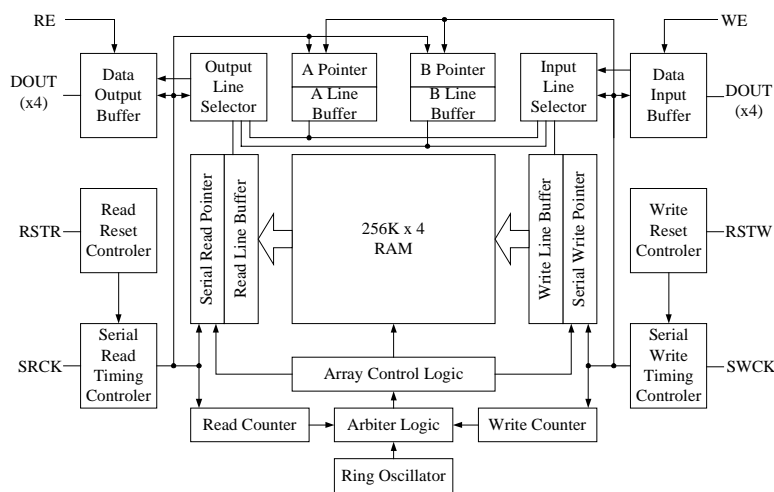 RE
WE
DOUT
(x4)
Data
Output
Buffer
Output
Line
Selector
A Pointer
A Line
Buffer
B Pointer
B Line
Buffer
Input
Line
Selector
Data
Input
Buffer
DOUT
(x4)
RSTR
Read
Reset
Controler
Serial Read Pointer
Read Line Buffer
256K x 4
RAM
Write Line Buffer
Serial Write Pointer
Write
Reset
Controler
RSTW
SRCK
Serial
Read
Timing
Controler
Array Control Logic
Serial
Write
Timing
Controler
SWCK
Read Counter
Arbiter Logic
Write Counter
Ring Oscillator